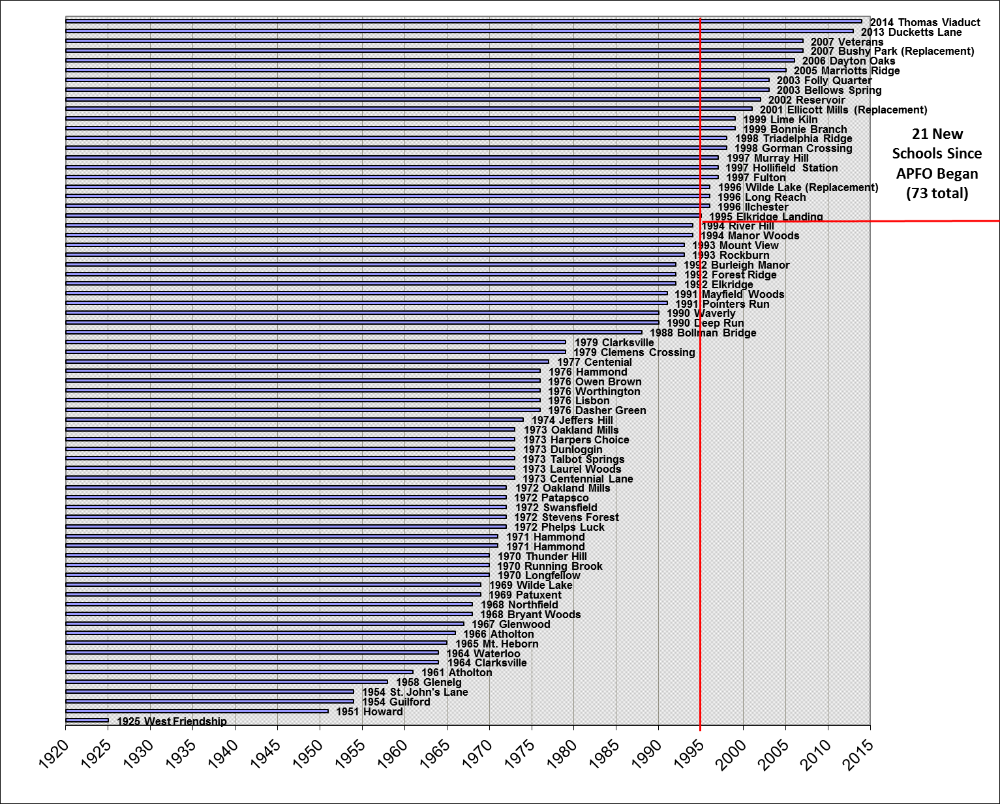 2014 Thomas Viaduct
2013 Ducketts Lane
2007 Veterans
2007 Bushy Park (Replacement)
2006 Dayton Oaks
2005 Marriotts Ridge
2003 Folly Quarter
2003 Bellows Spring
2002 Reservoir
2001 Ellicott Mills (Replacement)
1999 Lime Kiln
1999 Bonnie Branch
1998 Triadelphia Ridge
1998 Gorman Crossing
1997 Murray Hill
1997 Hollifield Station
1997 Fulton
1996 Wilde Lake (Replacement)
1996 Long Reach
1996 Ilchester
1995 Elkridge Landing
1994 River Hill
1994 Manor Woods
1993 Mount View
1993 Rockburn
1992 Burleigh Manor
1992 Forest Ridge
1992 Elkridge
1991 Mayfield Woods
1991 Pointers Run
1990 Waverly
1990 Deep Run
1988 Bollman Bridge
1979 Clarksville
1979 Clemens Crossing
1977 Centenial
1976 Hammond
1976 Owen Brown
1976 Worthington
1976 Lisbon
1976 Dasher Green
1974 Jeffers Hill
1973 Oakland Mills
1973 Harpers Choice
1973 Dunloggin
1973 Talbot Springs
1973 Laurel Woods
1973 Centennial Lane
1972 Oakland Mills
1972 Patapsco
1972 Swansfield
1972 Stevens Forest
1972 Phelps Luck
1971 Hammond
1971 Hammond
1970 Thunder Hill
1970 Running Brook
1970 Longfellow
1969 Wilde Lake
1969 Patuxent
1968 Northfield
1968 Bryant Woods
1967 Glenwood
1966 Atholton
1965 Mt. Heborn
1964 Waterloo
1964 Clarksville
1961 Atholton
1958 Glenelg
1954 St. John's Lane
1954 Guilford
1951 Howard
1925 West Friendship
21 New
Schools Since
APFO Began
(73 total)
1920 1925 1930 1935 1940 1945 1950 1955 1960 1965 1970 1975 1980 1985 1990 1995 2000 2005 2010 2015